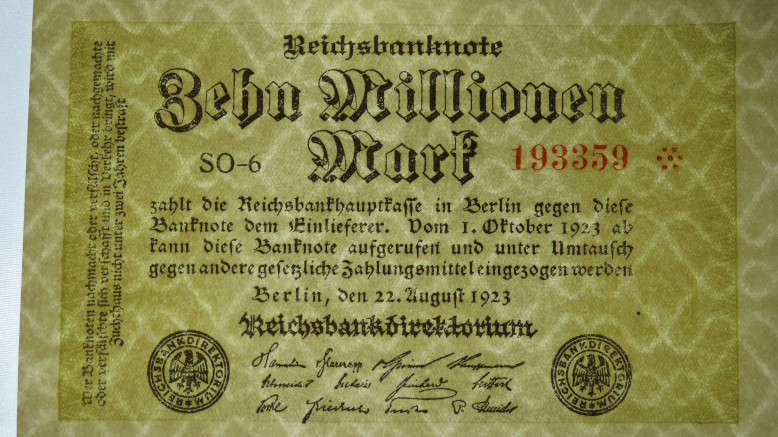 Reichsbanknote
Zehn Millionen
Mark
SO-6
193359
zahlt die Reichsbankhauptkasse in Berlin gegen diese
Banknote dem Einlieferer. Vom 1. Oktober 1923 ab
kann diese Banknote aufgerufen und unter Umtausch
gegen andere gesetzliche Zahlungsmittel eingezogen werden
Berlin, den 22. August 1923
Reichsbankdirektorium
Wer Banknoten nachmacht oder verfälscht, oder nachgemachte
oder verfälschte sich verschafft und in Verkehr bringt, wird mit
Zuchthaus nicht unter zwei Jahren bestraft
REICHSBANKDIREKTORIUM
REICHSBANKDIREKTORIUM